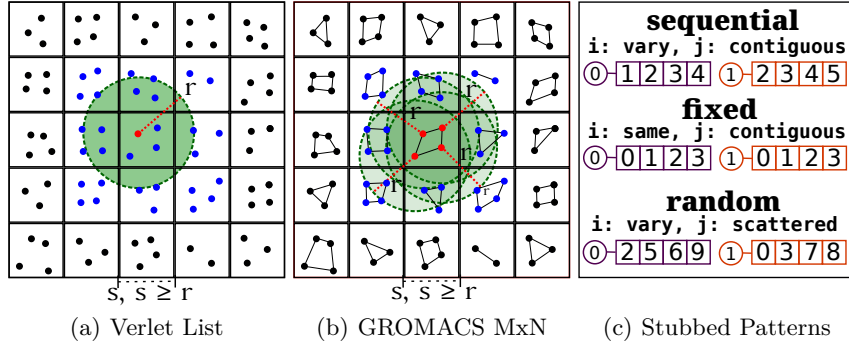 r
s, s ≥ r
(a) Verlet List
r
r
r
r
s, s ≥ r
(b) GROMACS MxN
sequential
i: vary, j: contiguous
0 1 2 3 4 1 2 3 4 5
fixed
i: same, j: contiguous
0 0 1 2 3 1 0 1 2 3
random
i: vary, j: scattered
0 2 5 6 9 1 0 3 7 8
(c) Stubbed Patterns